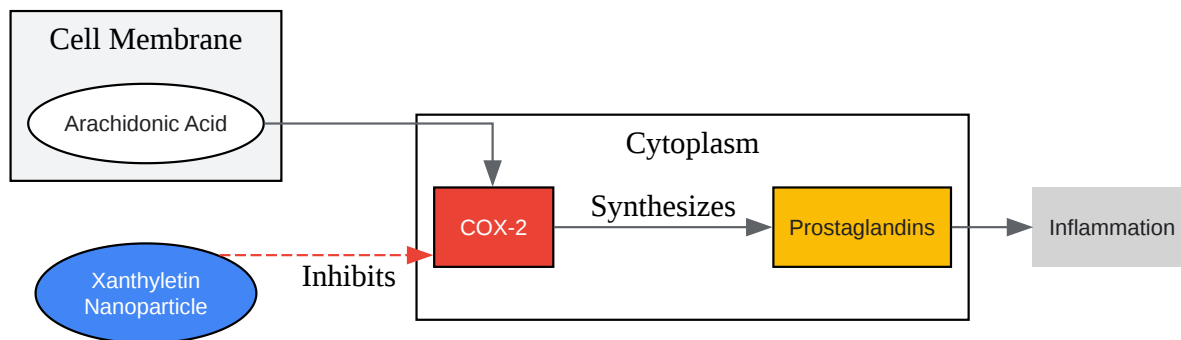 Cell Membrane
Arachidonic Acid
Cytoplasm
COX-2
Synthesizes
Prostaglandins
Inflammation
Xanthyletin
Nanoparticle
Inhibits